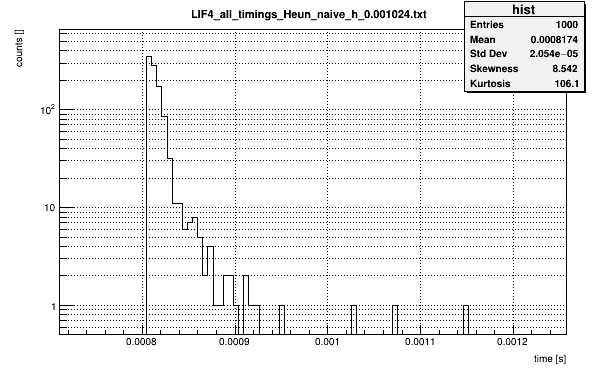 LIF4_all_timings_Heun_naive_h_0.001024.txt
hist
Entries 1000
Mean 0.0008174
Std Dev 2.054e−05
Skewness 8.542
Kurtosis 106.1
counts []
10²
10
1
0.0008 0.0009 0.001 0.0011 0.0012
time [s]